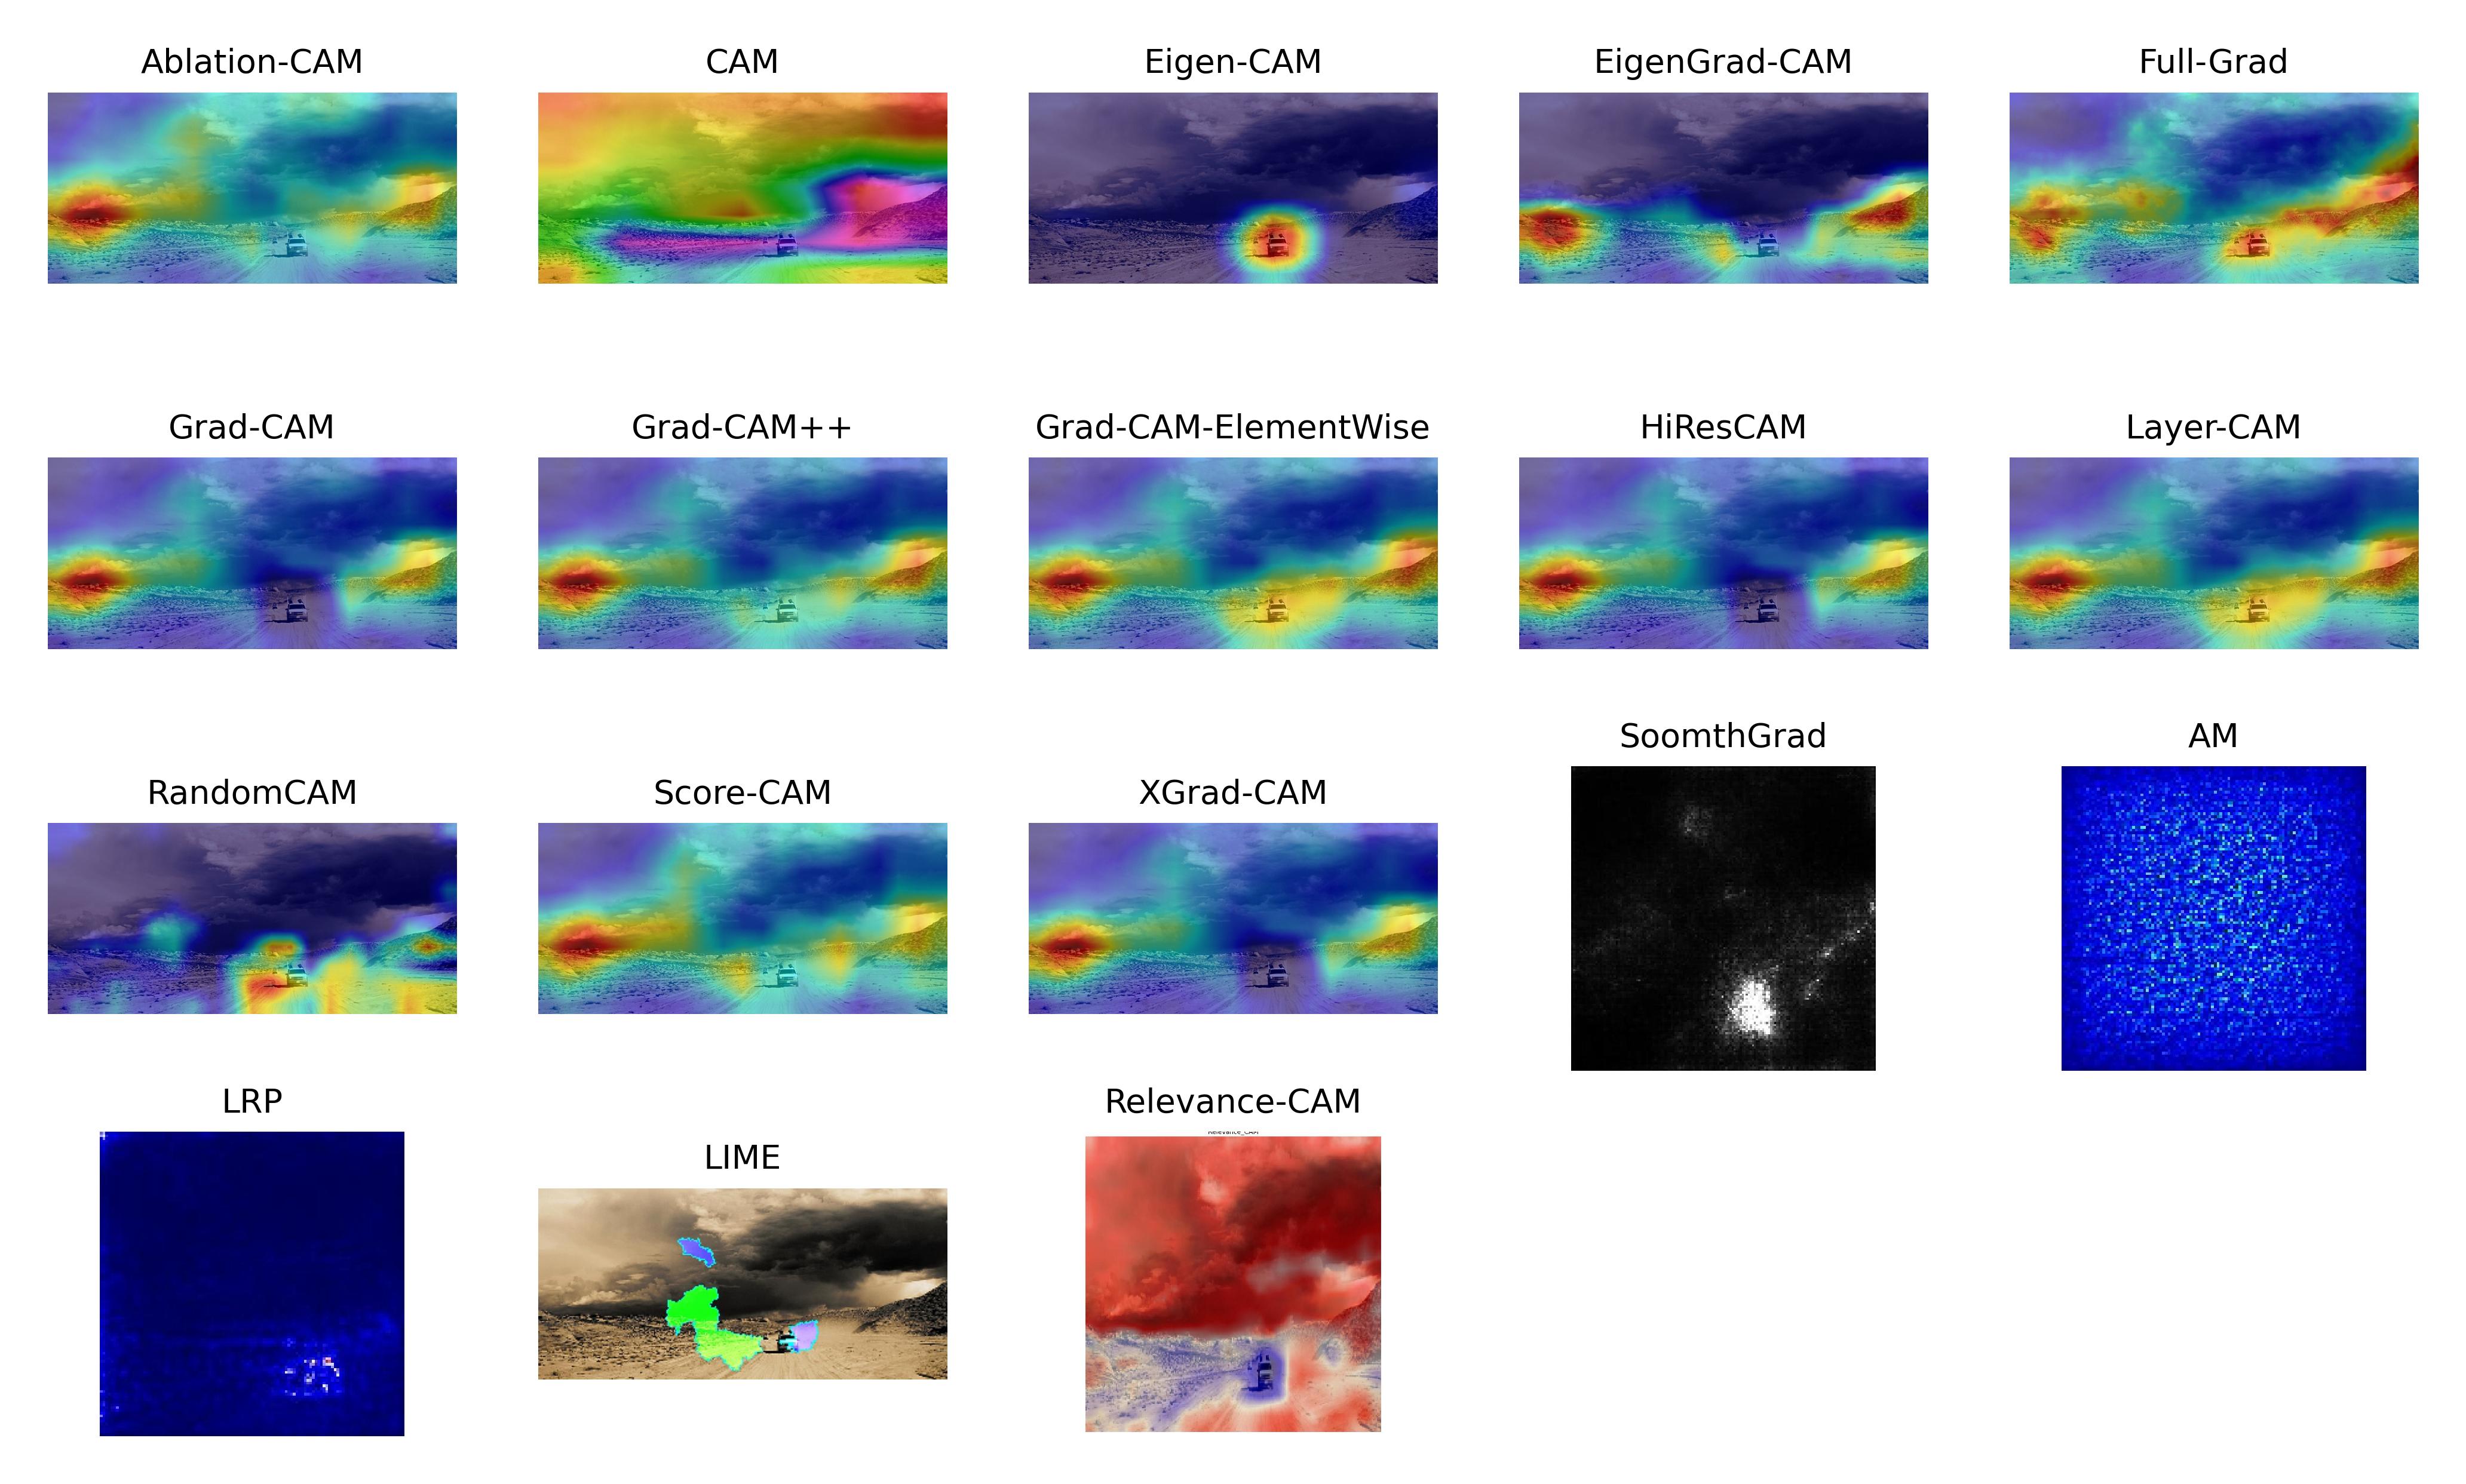 Ablation-CAM
CAM
Eigen-CAM
EigenGrad-CAM
Full-Grad
Grad-CAM
Grad-CAM++
Grad-CAM-ElementWise
HiResCAM
Layer-CAM
RandomCAM
Score-CAM
XGrad-CAM
SoomthGrad
AM
LRP
LIME
Relevance-CAM